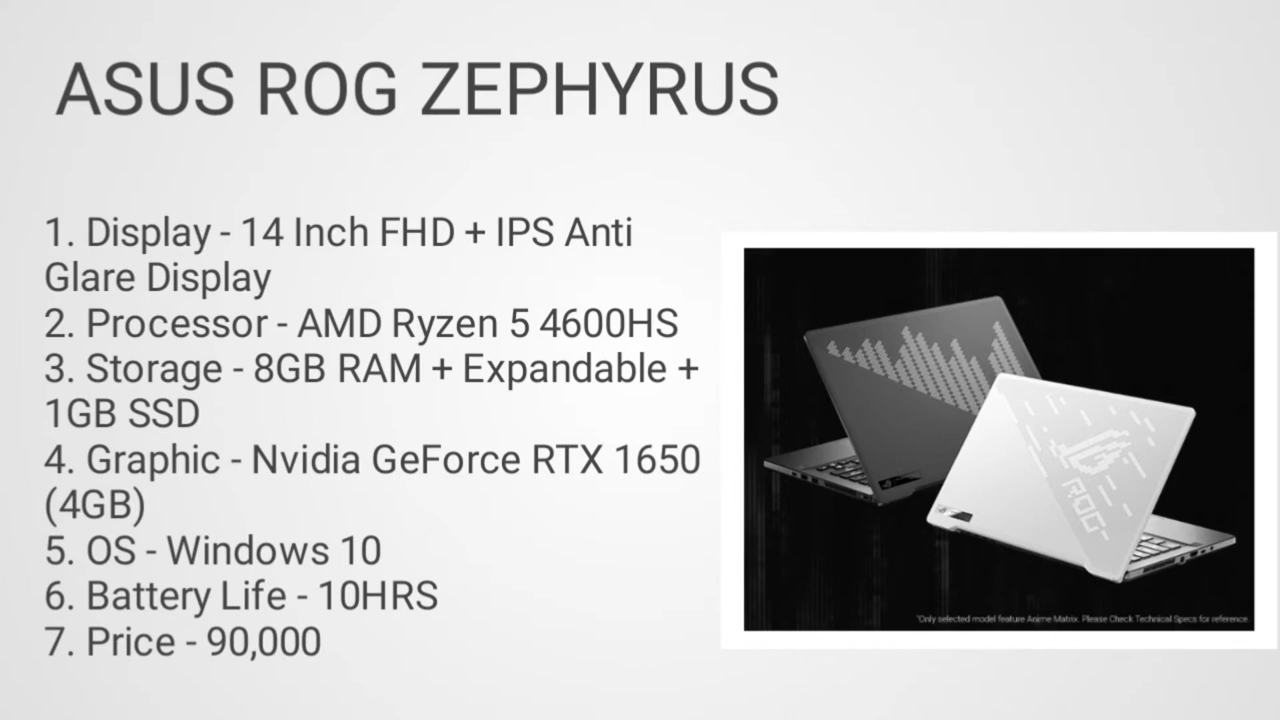 ASUS ROG ZEPHYRUS
1. Display - 14 Inch FHD + IPS Anti
Glare Display
2. Processor - AMD Ryzen 5 4600HS
3. Storage - 8GB RAM + Expandable +
1GB SSD
4. Graphic - Nvidia GeForce RTX 1650
(4GB)
5. OS - Windows 10
6. Battery Life - 10HRS
7. Price - 90,000
ROG
*Only selected model feature Anime Matrix. Please Check Technical Specs for reference.